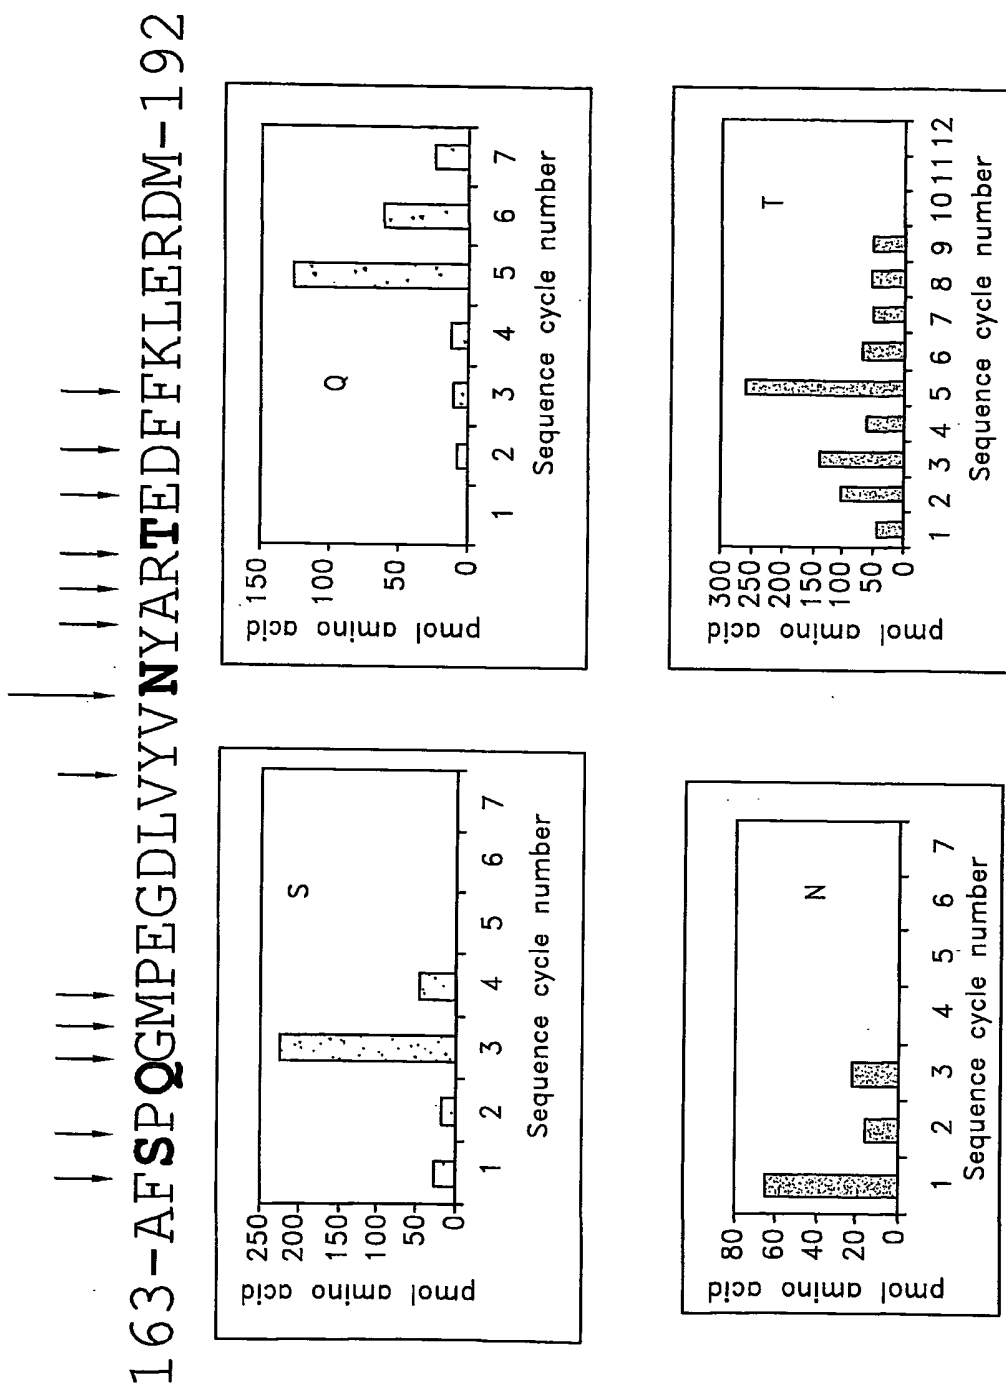 163-AFSPQGMPEGDLVYVNYARTEDFFKLERDM-192
pmol amino acid
250
200
150
100
50
0
S
1 2 3 4 5 6 7
Sequence cycle number
pmol amino acid
150
100
50
0
Q
1 2 3 4 5 6 7
Sequence cycle number
pmol amino acid
80
60
40
20
0
N
1 2 3 4 5 6 7
Sequence cycle number
pmol amino acid
300
250
200
150
100
50
0
T
1 2 3 4 5 6 7 8 9 10 11 12
Sequence cycle number